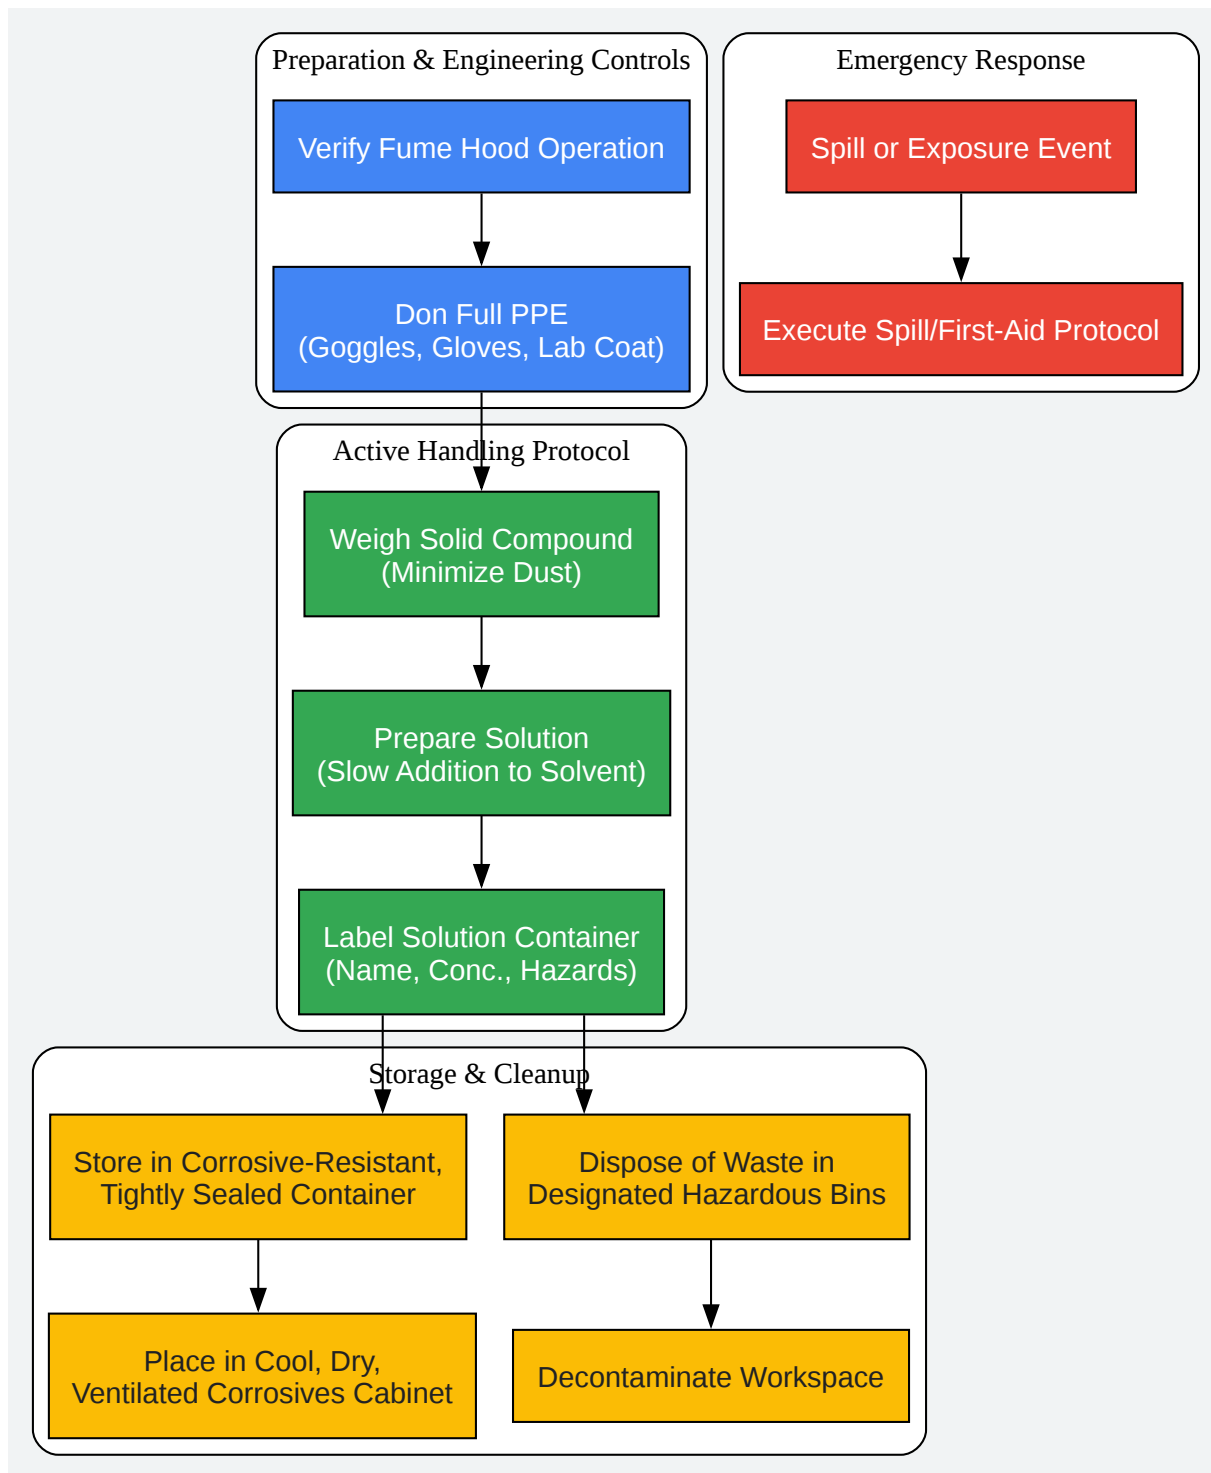 Preparation & Engineering Controls
Verify Fume Hood Operation
Don Full PPE
(Goggles, Gloves, Lab Coat)
Emergency Response
Spill or Exposure Event
Execute Spill/First-Aid Protocol
Active Handling Protocol
Weigh Solid Compound
(Minimize Dust)
Prepare Solution
(Slow Addition to Solvent)
Label Solution Container
(Name, Conc., Hazards)
Storage & Cleanup
Store in Corrosive-Resistant,
Tightly Sealed Container
Place in Cool, Dry,
Ventilated Corrosives Cabinet
Dispose of Waste in
Designated Hazardous Bins
Decontaminate Workspace